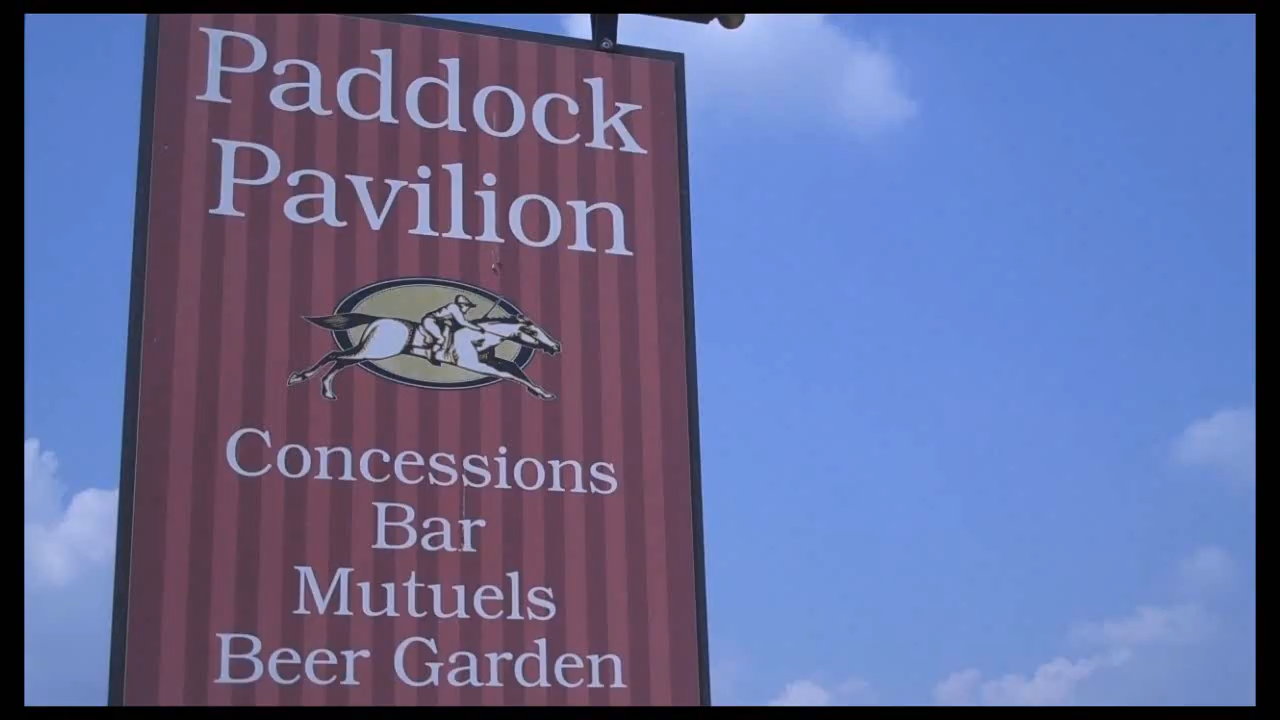 Paddock
Pavilion
Concessions
Bar
Mutuels
Beer Garden